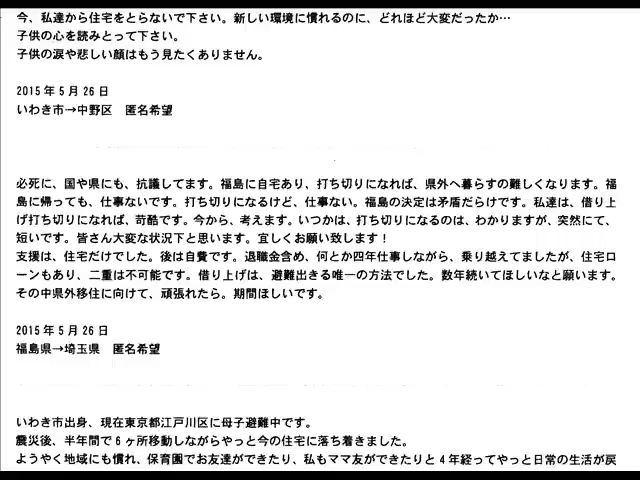 今、私達から住宅をとらないで下さい。新しい環境に慣れるのに、どれほど大変だったか…
子供の心を読みとって下さい。
子供の涙や悲しい顔はもう見たくありません。
2015年5月26日
いわき市→中野区　匿名希望
必死に、国や県にも、抗議してます。福島に自宅あり、打ち切りになれば、県外へ暮らすの難しくなります。福
島に帰っても、仕事ないです。打ち切りになるけど、仕事ない。福島の決定は矛盾だらけです。私達は、借り上
げ打ち切りになれば、苛酷です。今から、考えます。いつかは、打ち切りになるのは、わかりますが、突然にて、
短いです。皆さん大変な状況下と思います。宜しくお願い致します！
支援は、住宅だけでした。後は自費です。退職金含め、何とか四年仕事しながら、乗り越えてましたが、住宅ロ
ーンもあり、二重は不可能です。借り上げは、避難出きる唯一の方法でした。数年続いてほしいなと願います。
その中県外移住に向けて、頑張れたら。期間ほしいです。
2015年5月26日
福島県→埼玉県　匿名希望
いわき市出身、現在東京都江戸川区に母子避難中です。
震災後、半年間で6ヶ所移動しながらやっと今の住宅に落ち着きました。
ようやく地域にも慣れ、保育園でお友達ができたり、私もママ友ができたりと4年経ってやっと日常の生活が戻